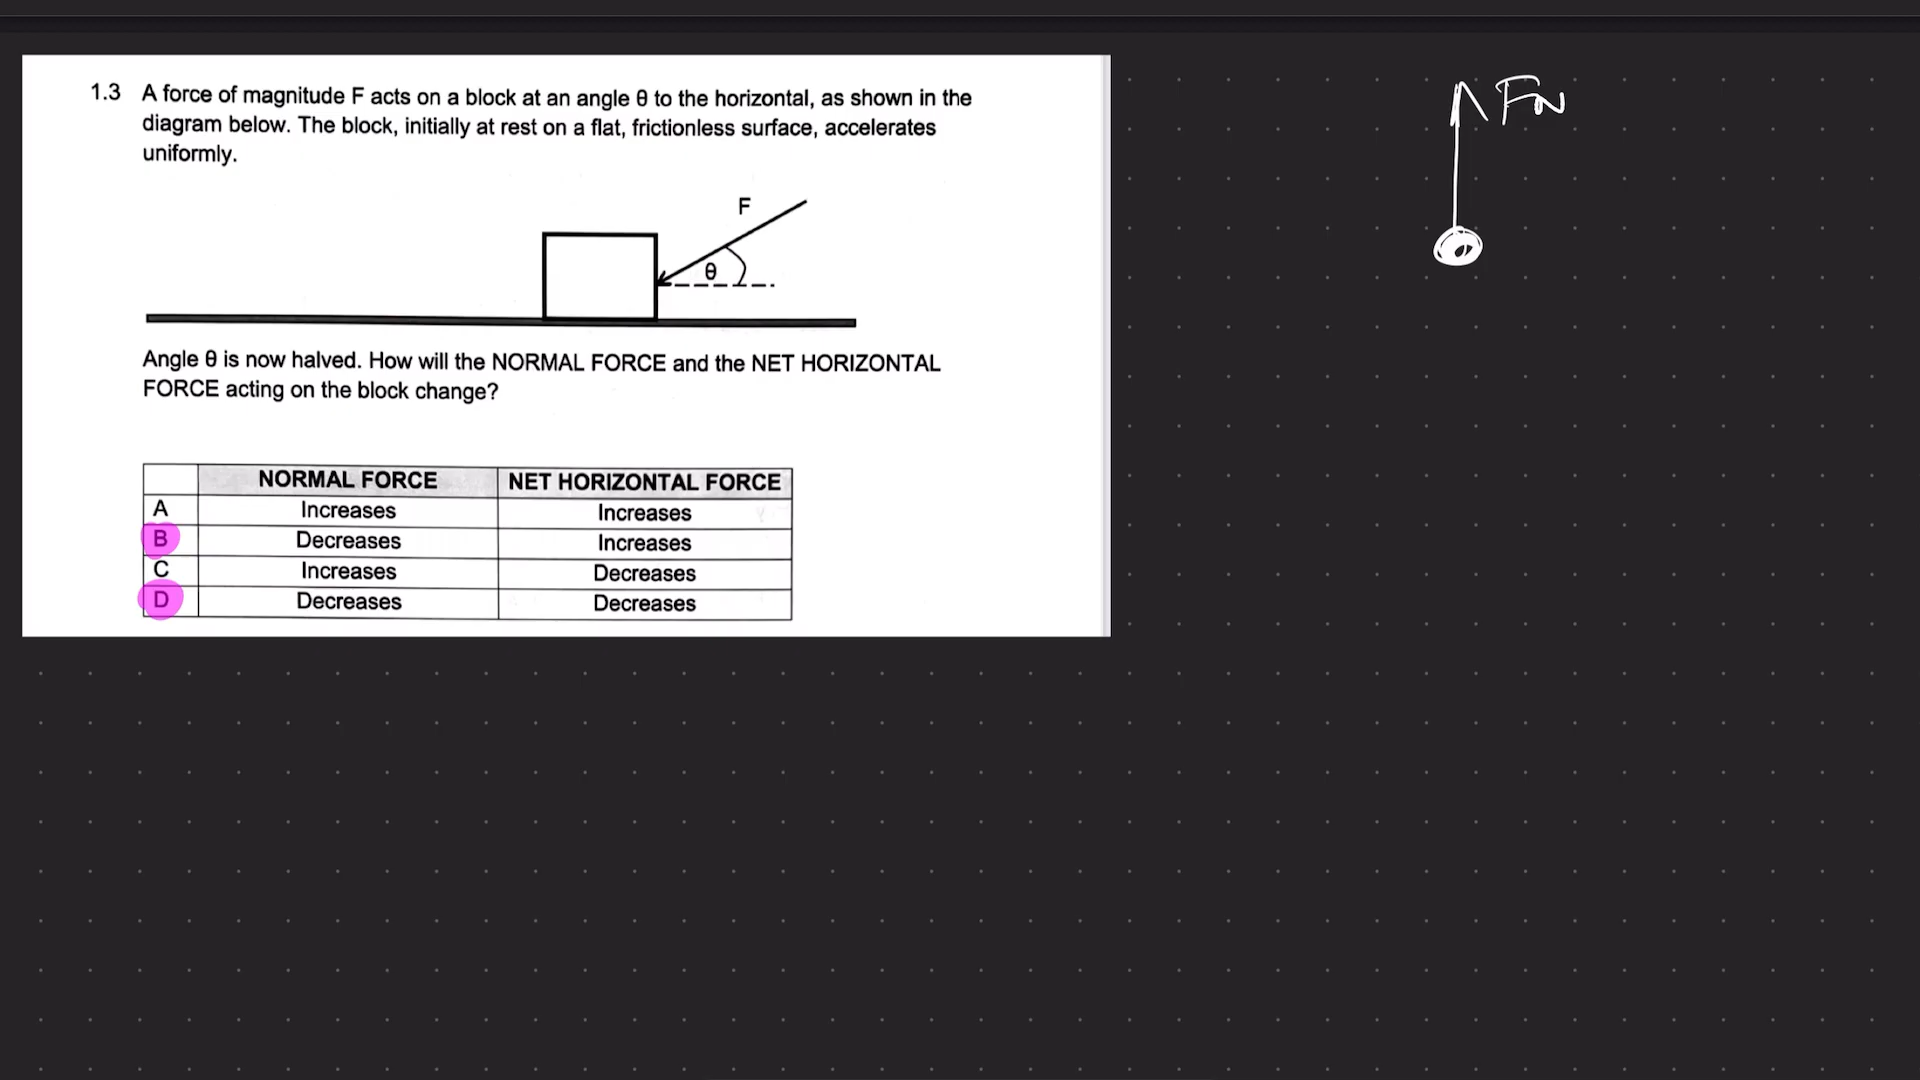 1.3 A force of magnitude F acts on a block at an angle θ to the horizontal, as shown in the
diagram below. The block, initially at rest on a flat, frictionless surface, accelerates
uniformly.
F
θ
Angle θ is now halved. How will the NORMAL FORCE and the NET HORIZONTAL
FORCE acting on the block change?
NORMAL FORCE NET HORIZONTAL FORCE
A Increases Increases
B Decreases Increases
C Increases Decreases
D Decreases Decreases
FN